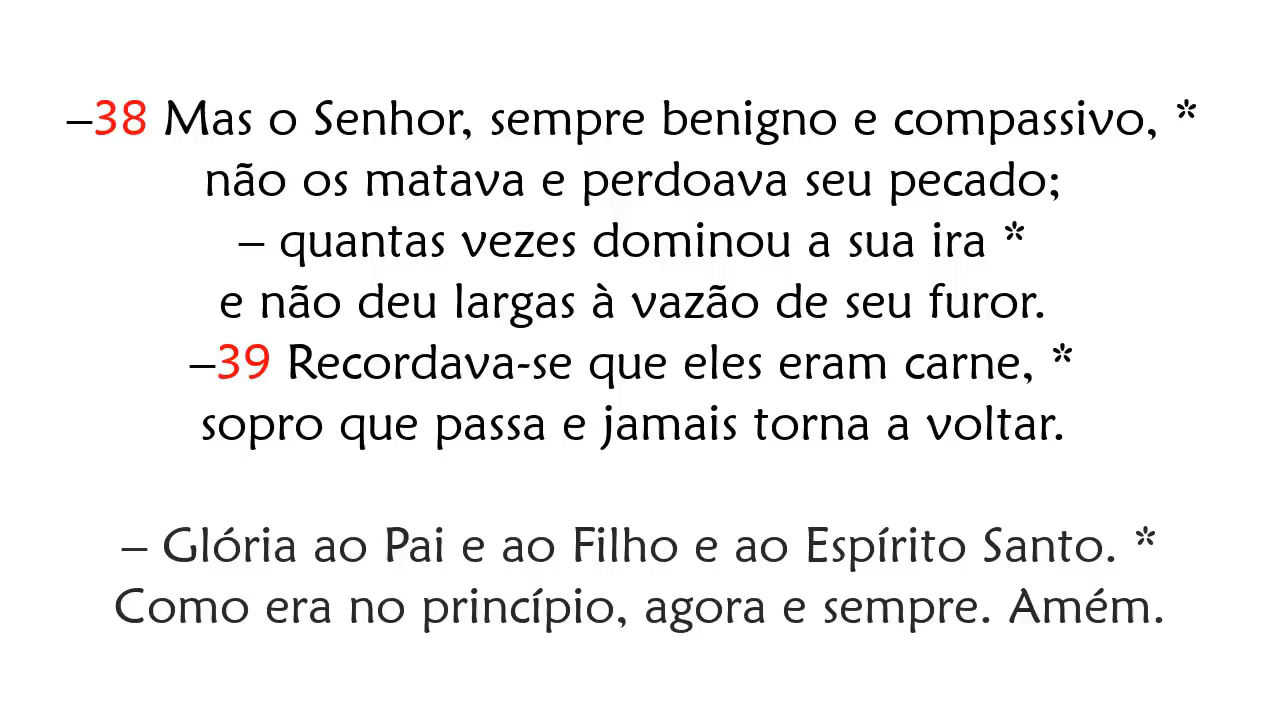 –38 Mas o Senhor, sempre benigno e compassivo, *
não os matava e perdoava seu pecado;
– quantas vezes dominou a sua ira *
e não deu largas à vazão de seu furor.
–39 Recordava-se que eles eram carne, *
sopro que passa e jamais torna a voltar.
– Glória ao Pai e ao Filho e ao Espírito Santo. *
Como era no princípio, agora e sempre. Amém.